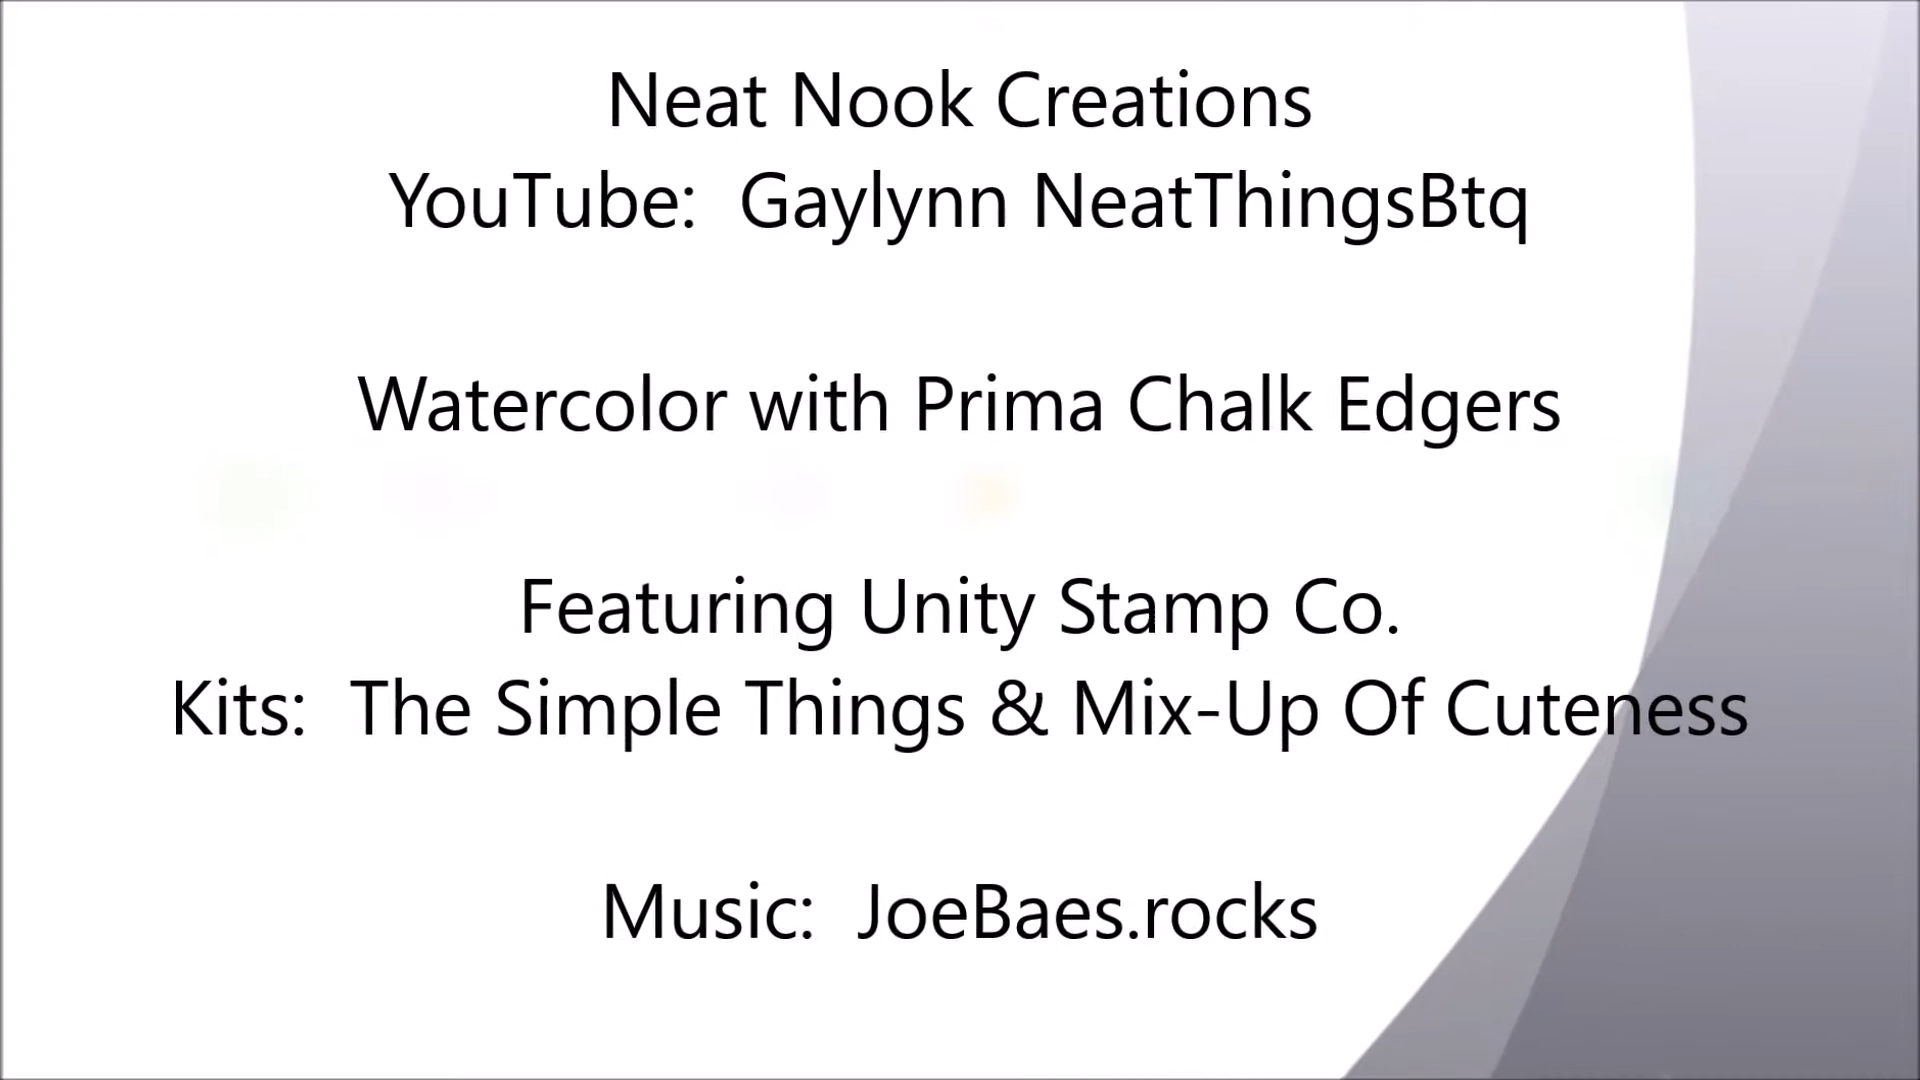 Neat Nook Creations
YouTube:  Gaylynn NeatThingsBtq
Watercolor with Prima Chalk Edgers
Featuring Unity Stamp Co.
Kits:  The Simple Things & Mix-Up Of Cuteness
Music:  JoeBaes.rocks